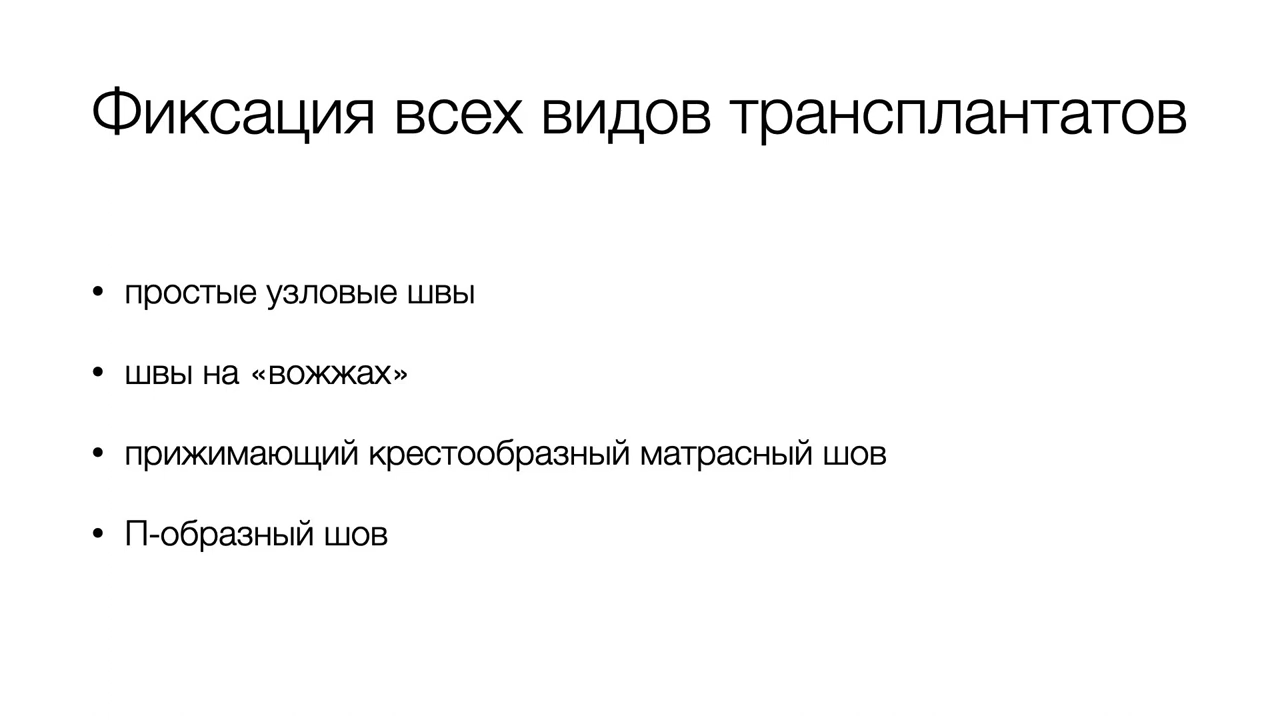 Фиксация всех видов трансплантатов
• простые узловые швы
• швы на «вожжах»
• прижимающий крестообразный матрасный шов
• П-образный шов